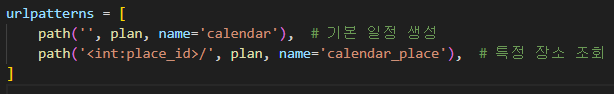 urlpatterns = [
    path('', plan, name='calendar'),  # 기본 일정 생성
    path('<int:place_id>/', plan, name='calendar_place'),  # 특정 장소 조회
]